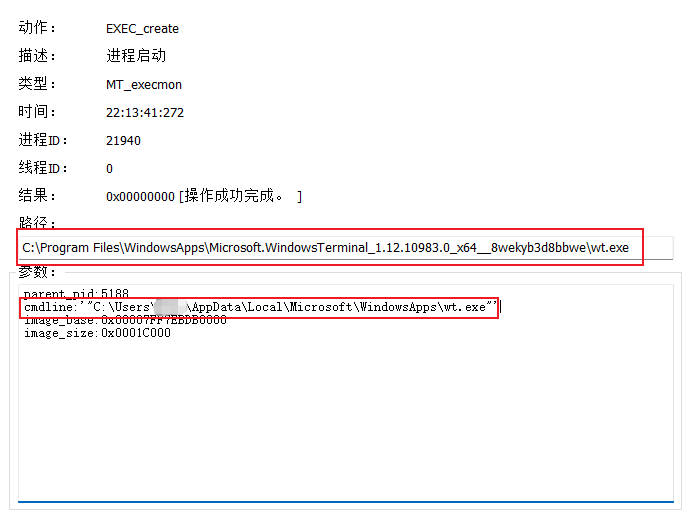 动作： EXEC_create
描述： 进程启动
类型： MT_execmon
时间： 22:13:41:272
进程ID： 21940
线程ID： 0
结果： 0x00000000 [操作成功完成。 ]
路径：
C:\Program Files\WindowsApps\Microsoft.WindowsTerminal_1.12.10983.0_x64__8wekyb3d8bbwe\wt.exe
参数：
parent_pid:5188
cmdline:'"C:\Users\ \AppData\Local\Microsoft\WindowsApps\wt.exe"'
image_base:0x00007FF7EBDB0000
image_size:0x0001C000